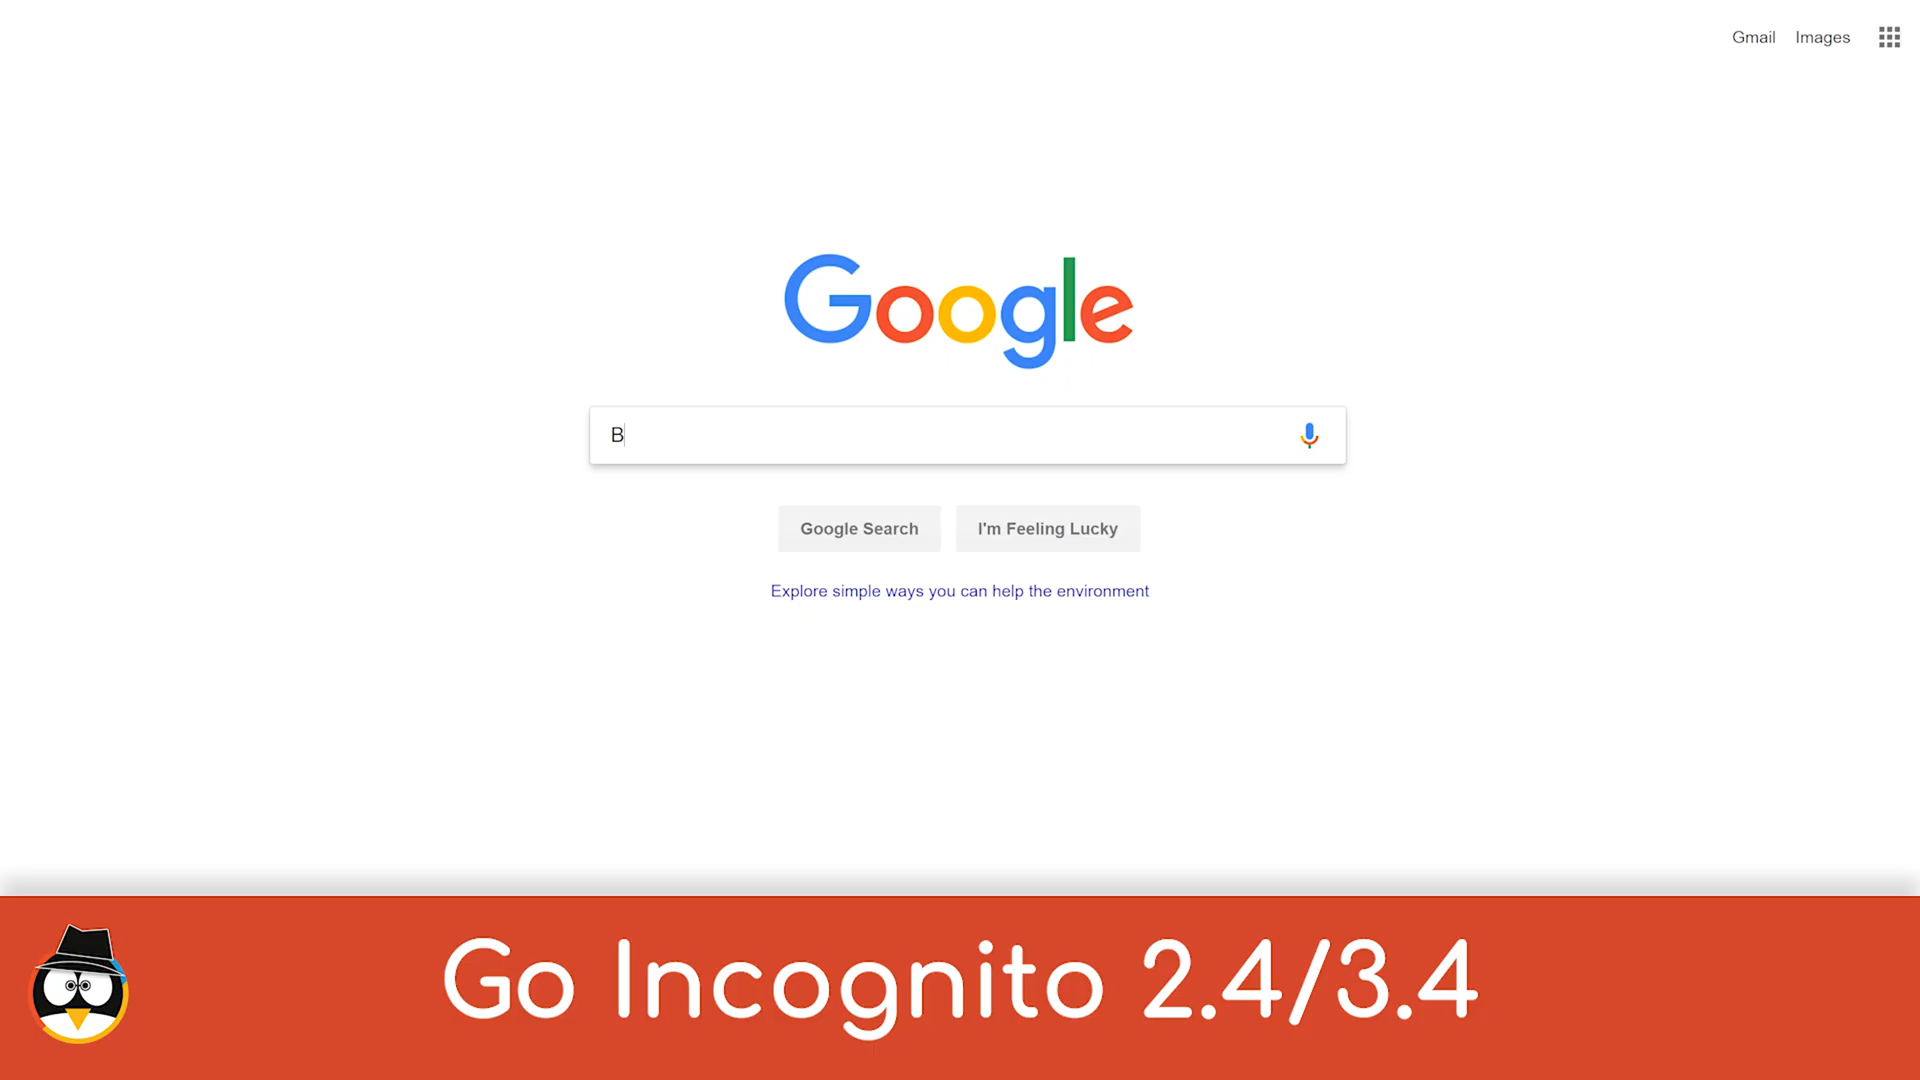 Gmail Images
Google
B
Google Search I'm Feeling Lucky
Explore simple ways you can help the environment
Go Incognito 2.4/3.4